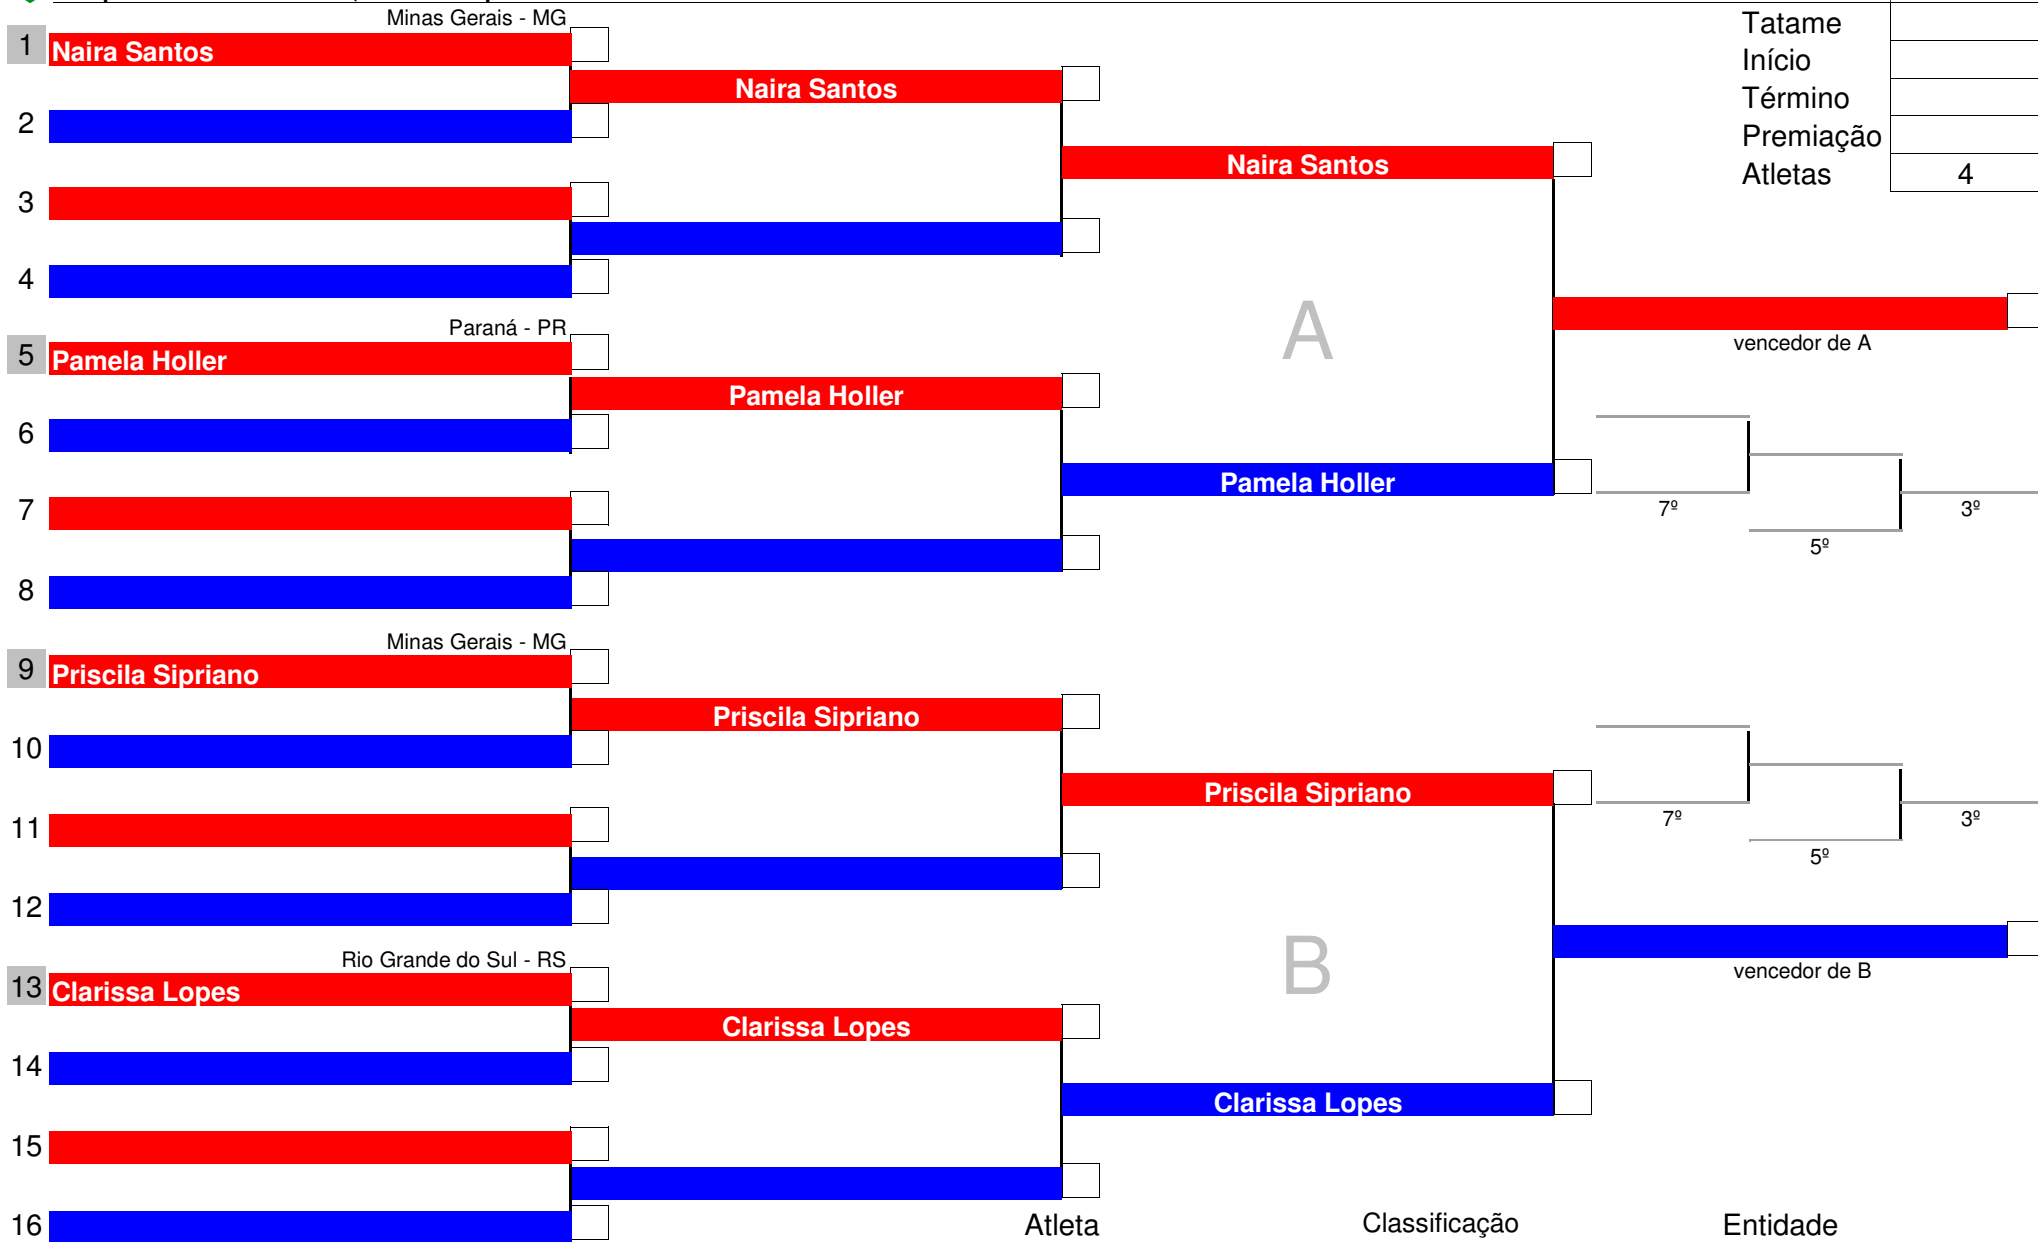 Minas Gerais - MG
Tatame
1 Naira Santos
Início
Naira Santos
Término
2
Premiação
Naira Santos
Atletas 4
3
4
A
Paraná - PR
vencedor de A
5 Pamela Holler
Pamela Holler
6
Pamela Holler
7
7º 3º
5º
8
Minas Gerais - MG
9 Priscila Sipriano
Priscila Sipriano
10
Priscila Sipriano
11
7º 3º
5º
12
B
Rio Grande do Sul - RS
vencedor de B
13 Clarissa Lopes
Clarissa Lopes
14
Clarissa Lopes
15
16
Atleta Classificação Entidade